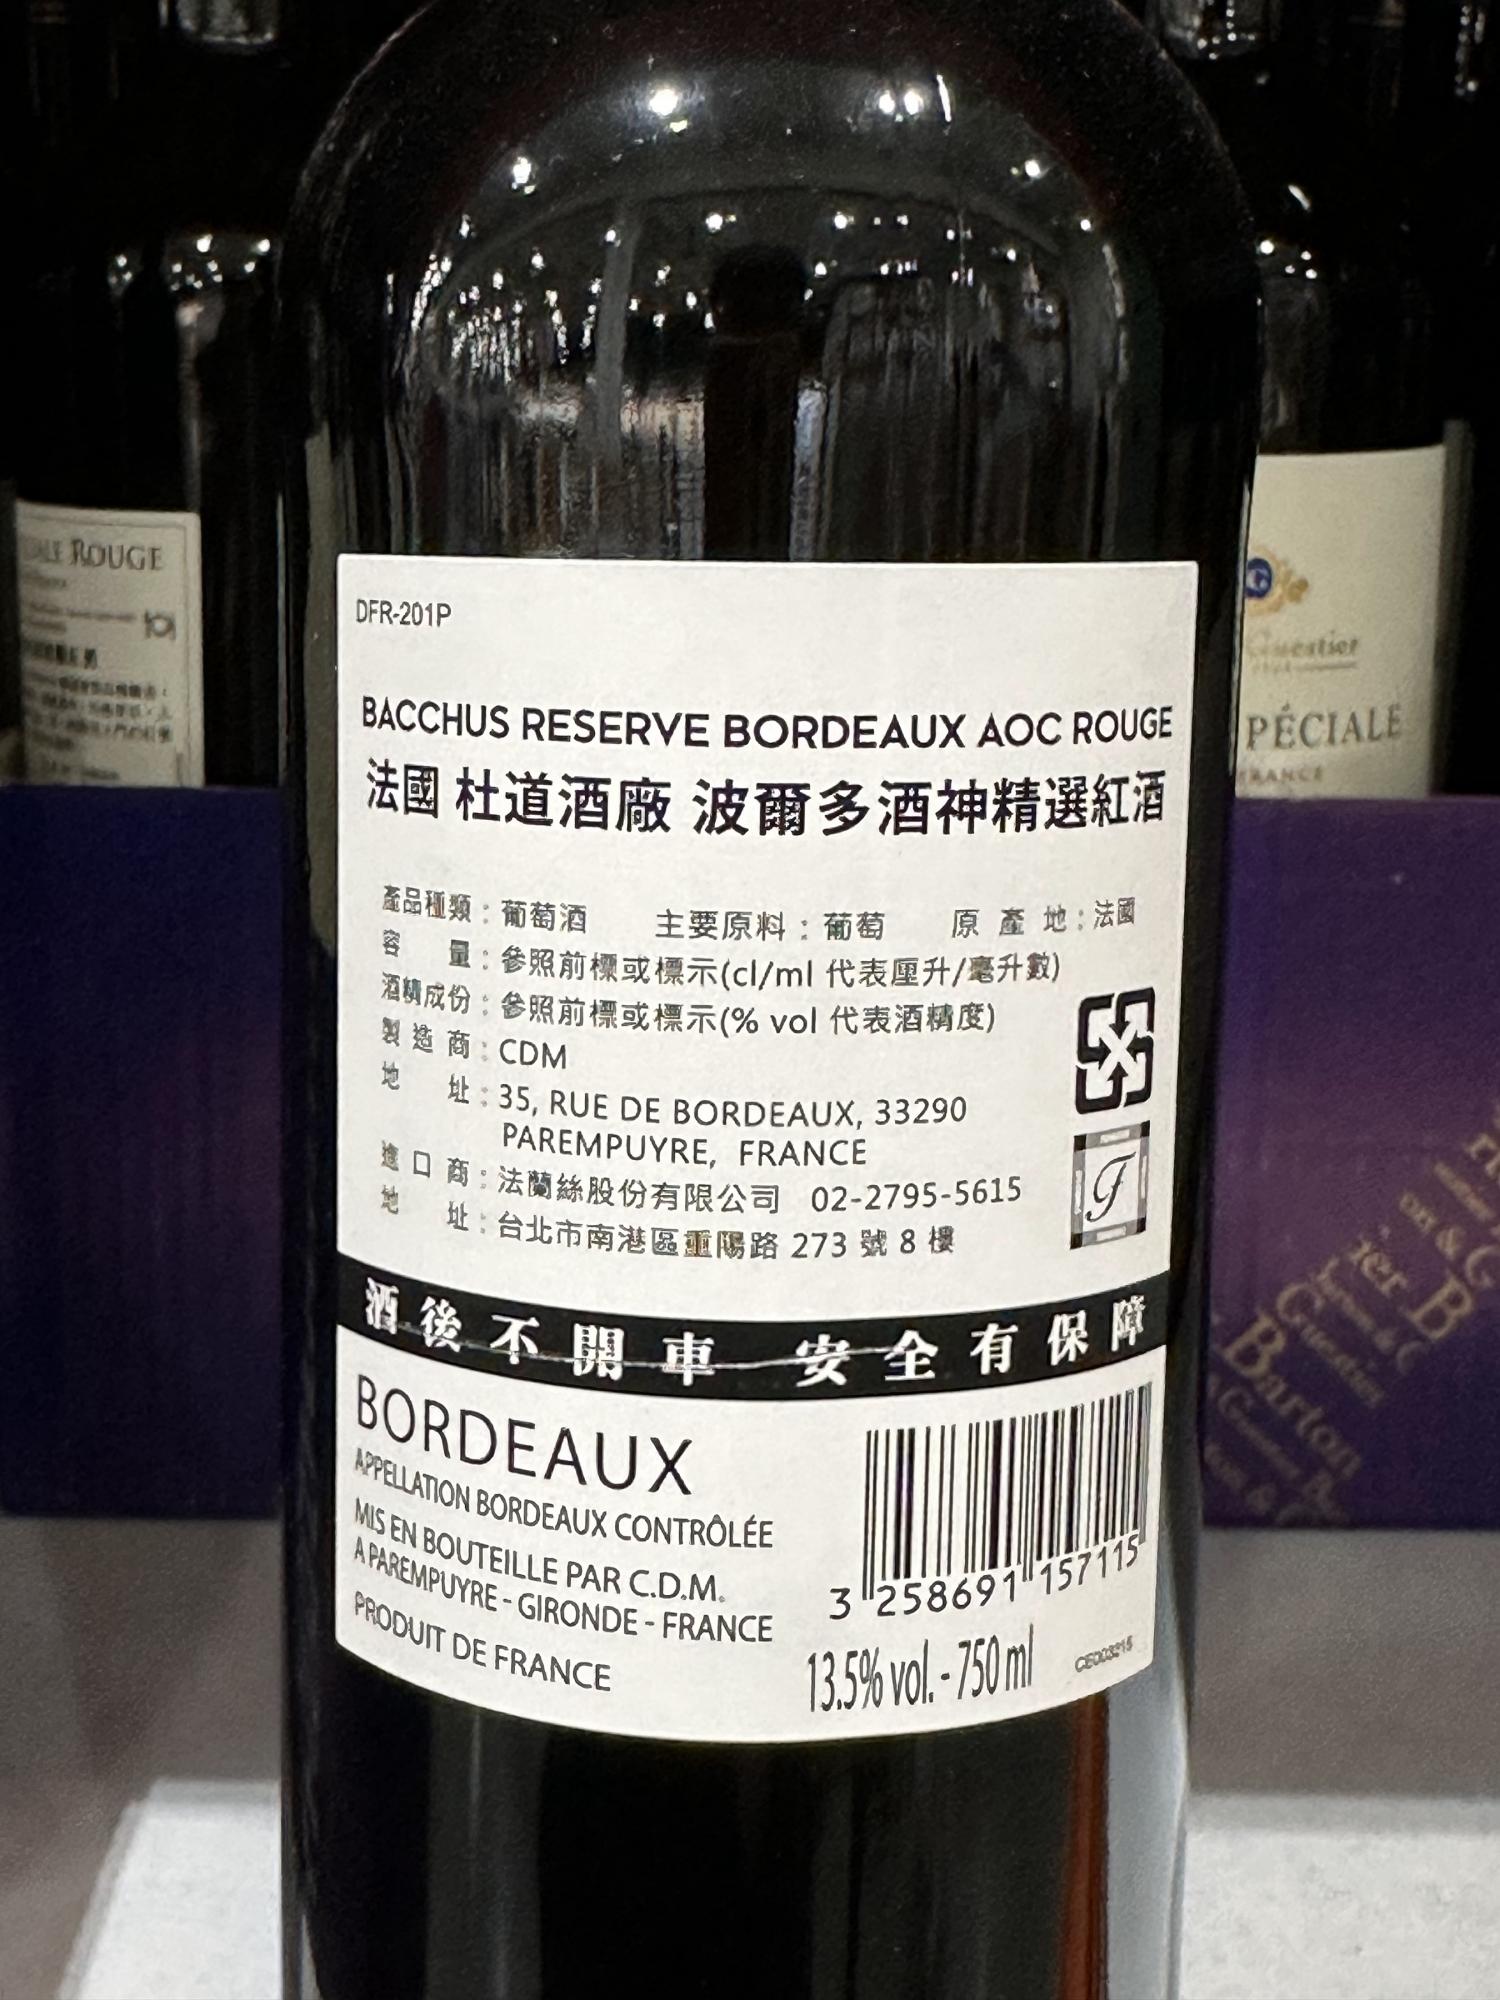 DFR-201P
BACCHUS RESERVE BORDEAUX AOC ROUGE
法國 杜道酒廠 波爾多酒神精選紅酒
產品種類：葡萄酒 主要原料：葡萄 原產地：法國
容量：參照前標或標示(cl/ml 代表厘升/毫升數)
酒精成份：參照前標或標示(% vol 代表酒精度)
製造商：CDM
地址：35, RUE DE BORDEAUX, 33290
PAREMPUYRE, FRANCE
進口商：法蘭絲股份有限公司 02-2795-5615
地址：台北市南港區重陽路 273 號 8 樓
F
酒後不開車 安全有保障
BORDEAUX
APPELLATION BORDEAUX CONTRÔLÉE
MIS EN BOUTEILLE PAR C.D.M.
A PAREMPUYRE - GIRONDE - FRANCE
PRODUIT DE FRANCE
3 258691 157115
13.5% vol. - 750 ml
CE003215
ROUGE
Guestier
PÉCIALE
FRANCE
Barton